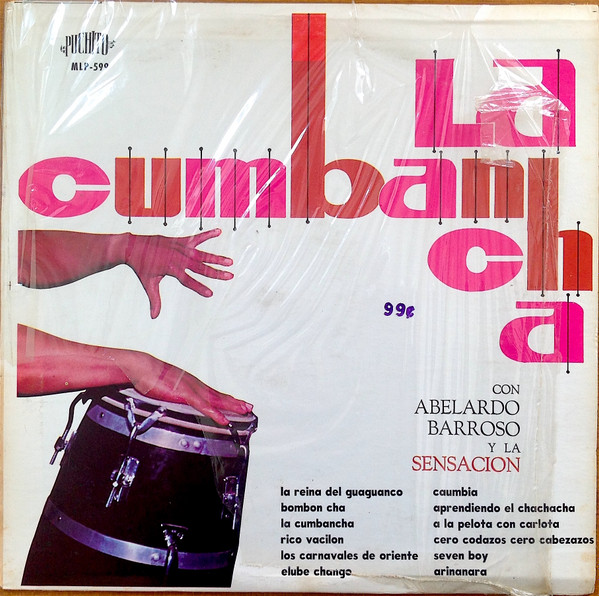 PUCHITO
MLP-599
La
cumban
ch
a
99¢
CON
ABELARDO
BARROSO
Y LA
SENSACION
la reina del guaguanco
bombon cha
la cumbancha
rico vacilon
los carnavales de oriente
elube chango
caumbia
aprendiendo el chachacha
a la pelota con carlota
cero codazos cero cabezazos
seven boy
arinanara